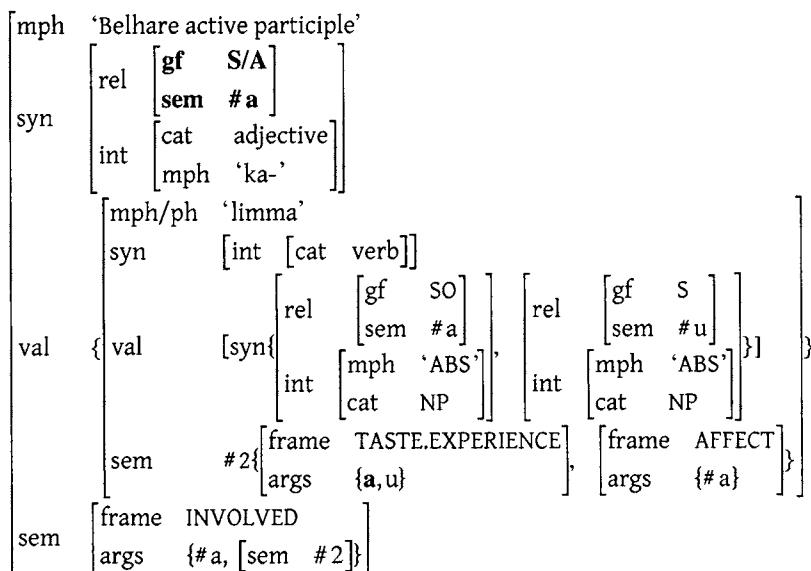 mph ‘Belhare active participle’
gf S/A
rel
sem #a
syn
cat adjective
int
mph ‘ka-’
mph/ph ‘limma’
syn [int [cat verb]]
gf SO gf S
rel rel
sem #a sem #u
val { val [syn{ , }] }
mph ‘ABS’ mph ‘ABS’
int int
cat NP cat NP
frame TASTE.EXPERIENCE frame AFFECT
sem #2{ , }
args {a,u} args {#a}
frame INVOLVED
sem
args {#a, [sem #2]}